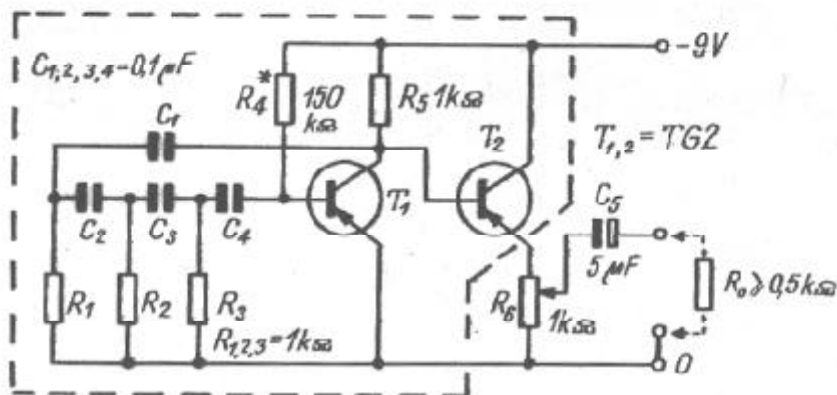 C1,2,3,4-0,1μF
-9V
*
R4
150
kΩ
R5 1kΩ
C1
T2
T1,2 = TG2
C2
C3
C4
T1
C5
5μF
R1
R2
R3
R6
1kΩ
R0⩾0,5kΩ
R1,2,3=1kΩ
0